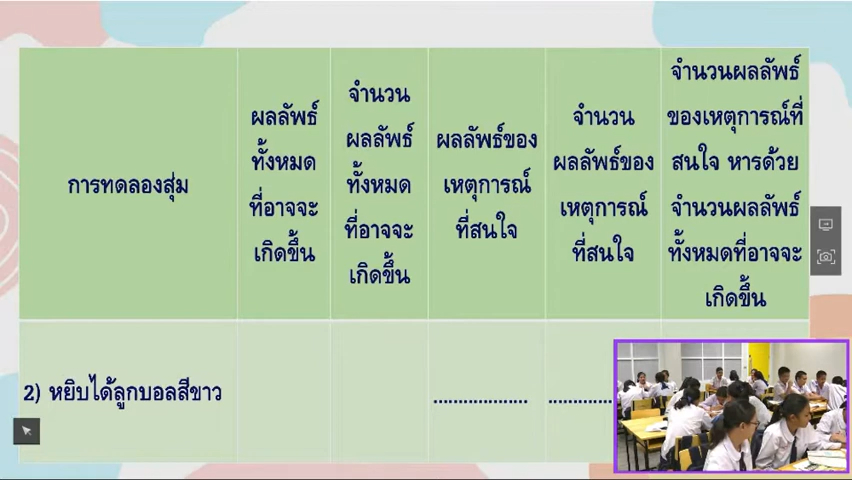 การทดลองสุ่ม
ผลลัพธ์
ทั้งหมด
ที่อาจจะ
เกิดขึ้น
จำนวน
ผลลัพธ์
ทั้งหมด
ที่อาจจะ
เกิดขึ้น
ผลลัพธ์ของ
เหตุการณ์
ที่สนใจ
จำนวน
ผลลัพธ์ของ
เหตุการณ์
ที่สนใจ
จำนวนผลลัพธ์
ของเหตุการณ์ที่
สนใจ หารด้วย
จำนวนผลลัพธ์
ทั้งหมดที่อาจจะ
เกิดขึ้น
2) หยิบได้ลูกบอลสีขาว